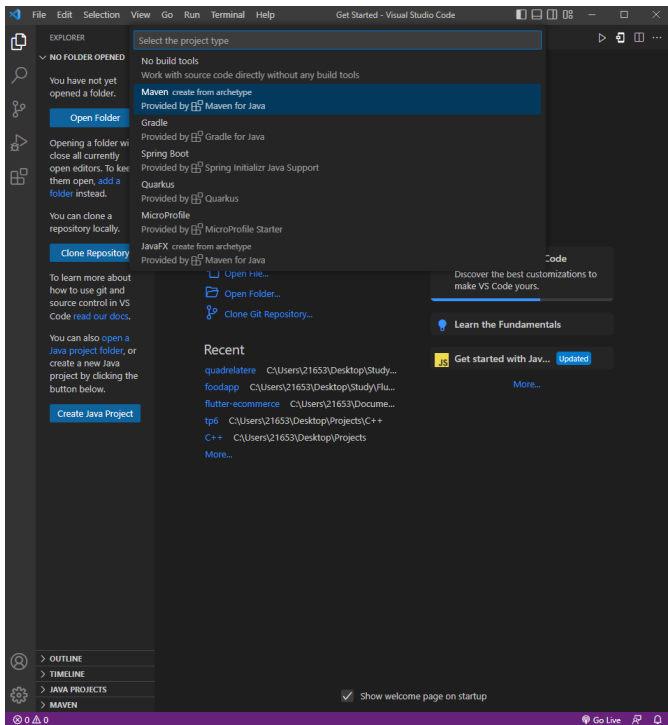 File Edit Selection View Go Run Terminal Help Get Started - Visual Studio Code
EXPLORER
NO FOLDER OPENED
You have not yet
opened a folder.
Open Folder
Opening a folder wi
close all currently
open editors. To kee
them open, add a
folder instead.
You can clone a
repository locally.
Clone Repository
To learn more about
how to use git and
source control in VS
Code read our docs.
You can also open a
Java project folder, or
create a new Java
project by clicking the
button below.
Create Java Project
OUTLINE
TIMELINE
JAVA PROJECTS
MAVEN
Select the project type
No build tools
Work with source code directly without any build tools
Maven create from archetype
Provided by Maven for Java
Gradle
Provided by Gradle for Java
Spring Boot
Provided by Spring Initializr Java Support
Quarkus
Provided by Quarkus
MicroProfile
Provided by MicroProfile Starter
JavaFX create from archetype
Provided by Maven for Java
Open File...
Open Folder...
Clone Git Repository...
Recent
quadrelatere C:\Users\21653\Desktop\Study...
foodapp C:\Users\21653\Desktop\Study\Flu...
flutter-ecommerce C:\Users\21653\Docume...
tp6 C:\Users\21653\Desktop\Projects\C++
C++ C:\Users\21653\Desktop\Projects
More...
Code
Discover the best customizations to
make VS Code yours.
Learn the Fundamentals
JS Get started with Jav... Updated
More...
Show welcome page on startup
0 0 Go Live